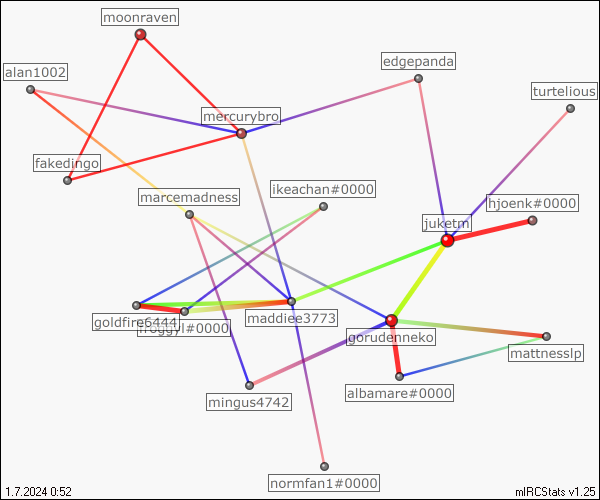 moonraven
edgepanda
alan1002
turtelious
mercurybro
fakedingo
ikeachan#0000
marcemadness
hjoenk#0000
juketm
goldfire6444
froggyl#0000
maddiee3773
gorudenneko
mattnesslp
albamare#0000
mingus4742
normfan1#0000
1.7.2024 0:52
mIRCStats v1.25